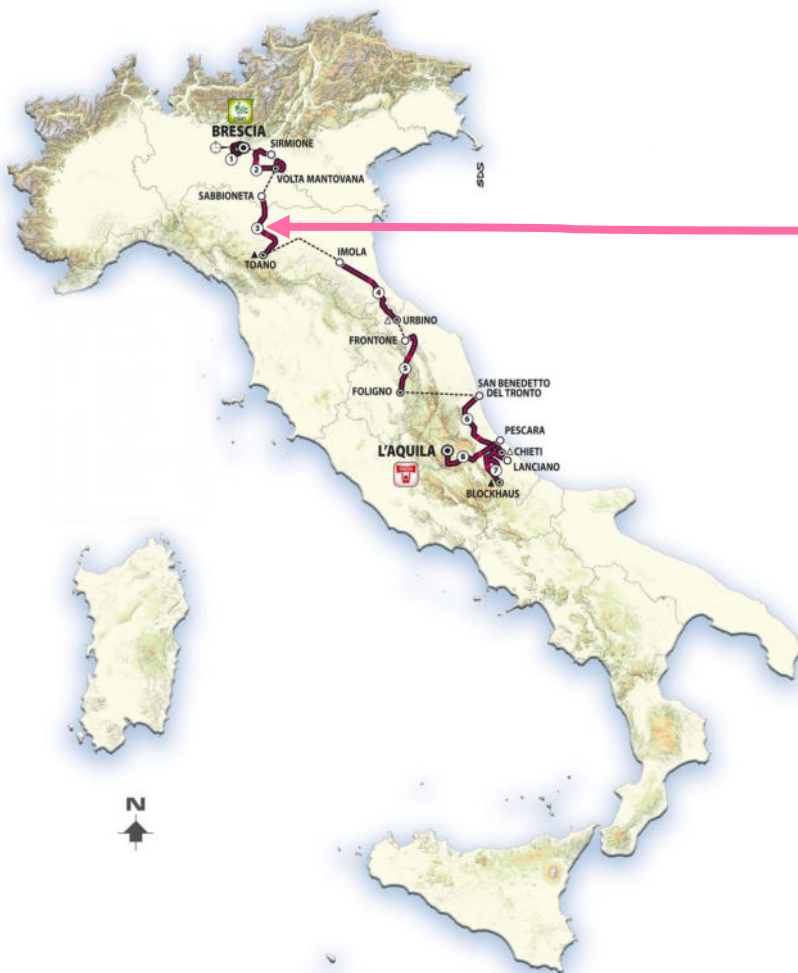 BRESCIA
SIRMIONE
1
2
VOLTA MANTOVANA
SABBIONETA
SDS
3
TOANO
IMOLA
4
URBINO
FRONTONE
5
FOLIGNO
SAN BENEDETTO
DEL TRONTO
6
PESCARA
L'AQUILA
8
CHIETI
LANCIANO
7
BLOCKHAUS
N